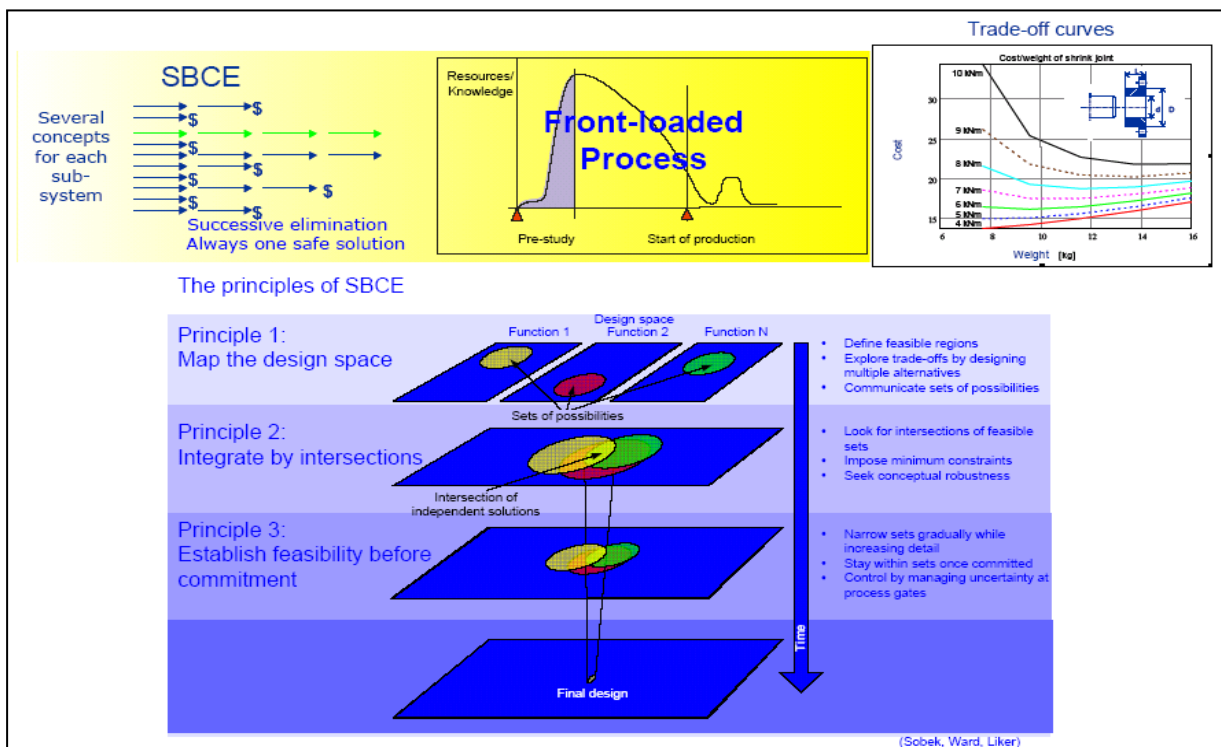 SBCE
Several
concepts
for each
sub-
system
$
$
$
$
$
$
$
$
Successive elimination
Always one safe solution
Resources/
Knowledge
Front-loaded
Process
Pre-study
Start of production
Trade-off curves
Cost/weight of shrink joint
10 kNm
9 kNm
8 kNm
7 kNm
6 kNm
5 kNm
4 kNm
30
25
20
15
Cost
L
d
D
6
8
10
12
14
16
Weight [kg]
The principles of SBCE
Principle 1:
Map the design space
Design space
Function 1 Function 2 Function N
Sets of possibilities
• Define feasible regions
• Explore trade-offs by designing
multiple alternatives
• Communicate sets of possibilities
Principle 2:
Integrate by intersections
Intersection of
independent solutions
• Look for intersections of feasible
sets
• Impose minimum constraints
• Seek conceptual robustness
Principle 3:
Establish feasibility before
commitment
• Narrow sets gradually while
increasing detail
• Stay within sets once committed
• Control by managing uncertainty at
process gates
Time
Final design
(Sobek, Ward, Liker)